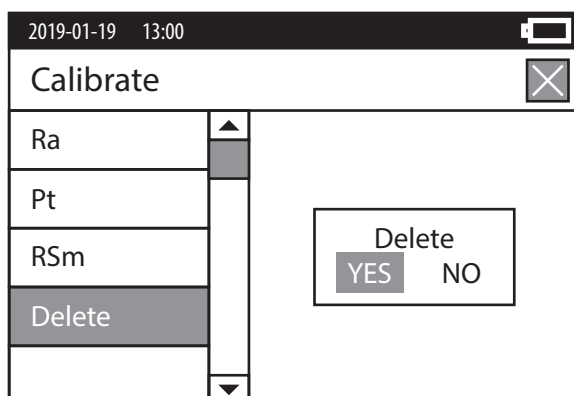 2019-01-19 13:00
Calibrate
Ra
Pt
RSm
Delete
Delete
YES NO